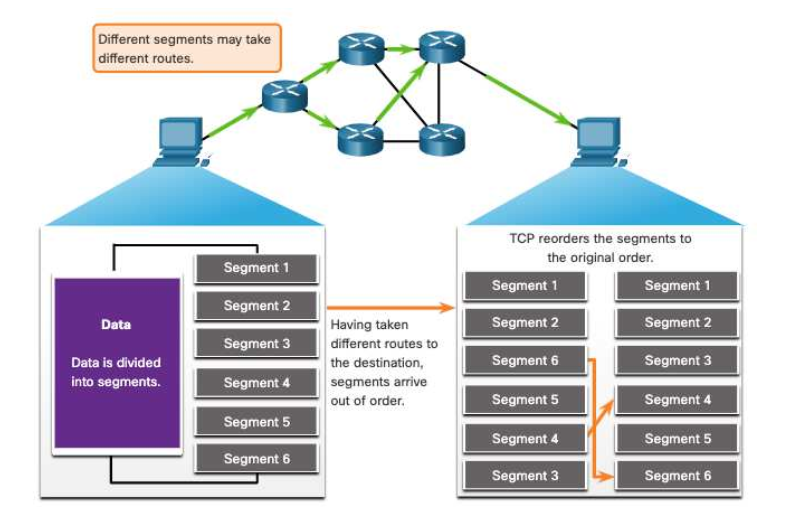 Different segments may take
different routes.
Data
Data is divided
into segments.
Segment 1
Segment 2
Segment 3
Segment 4
Segment 5
Segment 6
Having taken
different routes to
the destination,
segments arrive
out of order.
TCP reorders the segments to
the original order.
Segment 1
Segment 2
Segment 6
Segment 5
Segment 4
Segment 3
Segment 1
Segment 2
Segment 3
Segment 4
Segment 5
Segment 6